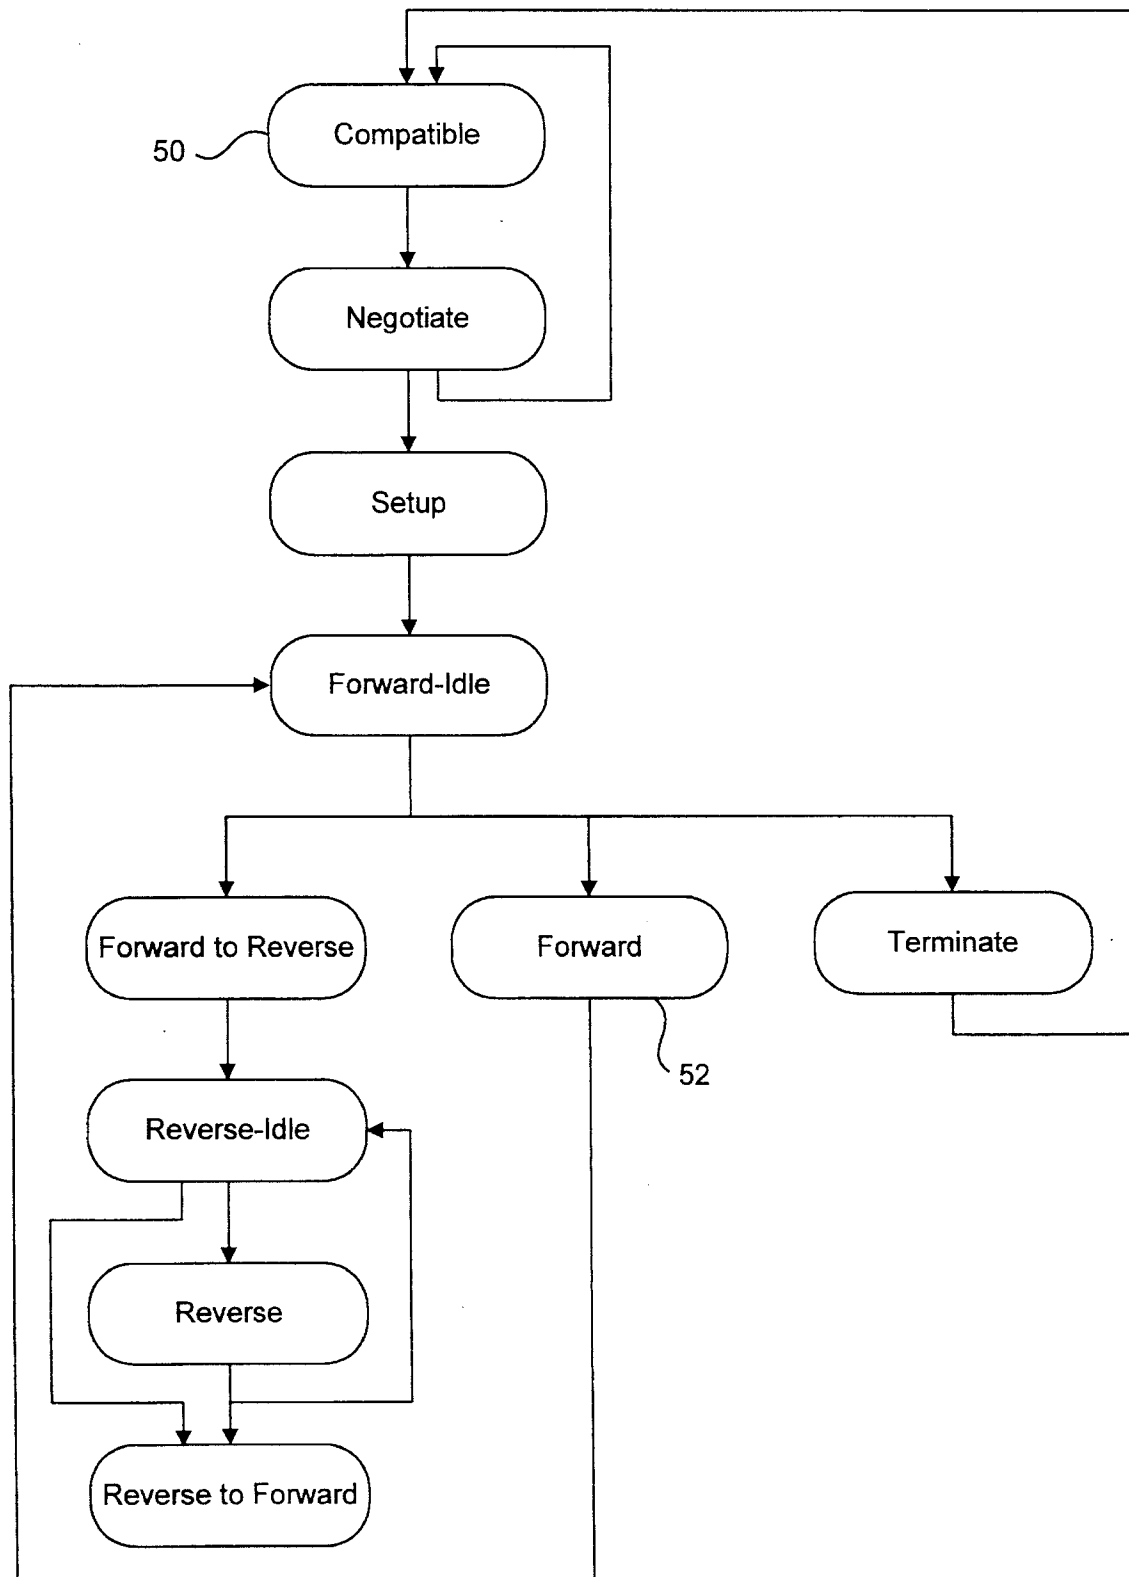 Compatible
50
Negotiate
Setup
Forward-Idle
Forward to Reverse
Forward
Terminate
52
Reverse-Idle
Reverse
Reverse to Forward